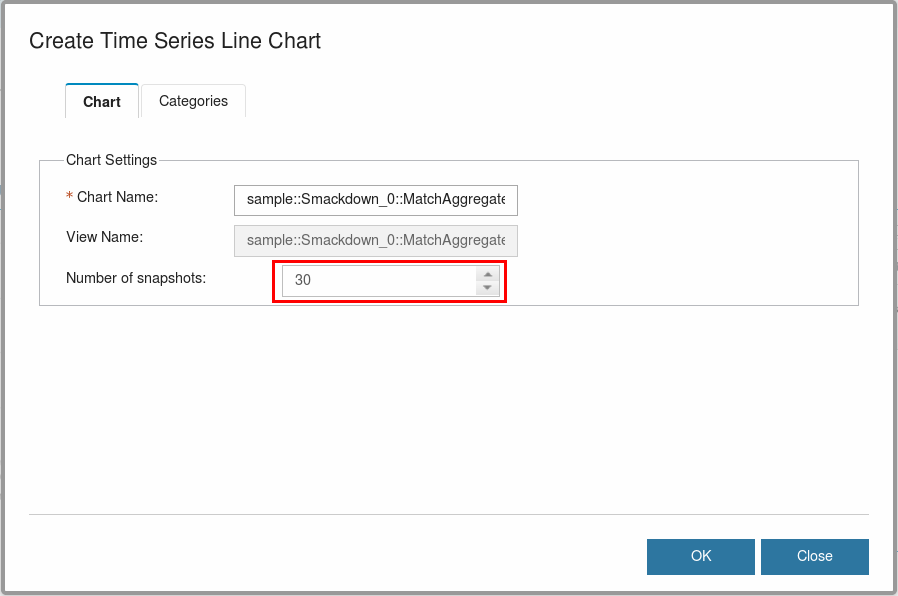 Create Time Series Line Chart
Chart Categories
Chart Settings
* Chart Name: sample::Smackdown_0::MatchAggregate
View Name: sample::Smackdown_0::MatchAggregate
Number of snapshots: 30
OK Close